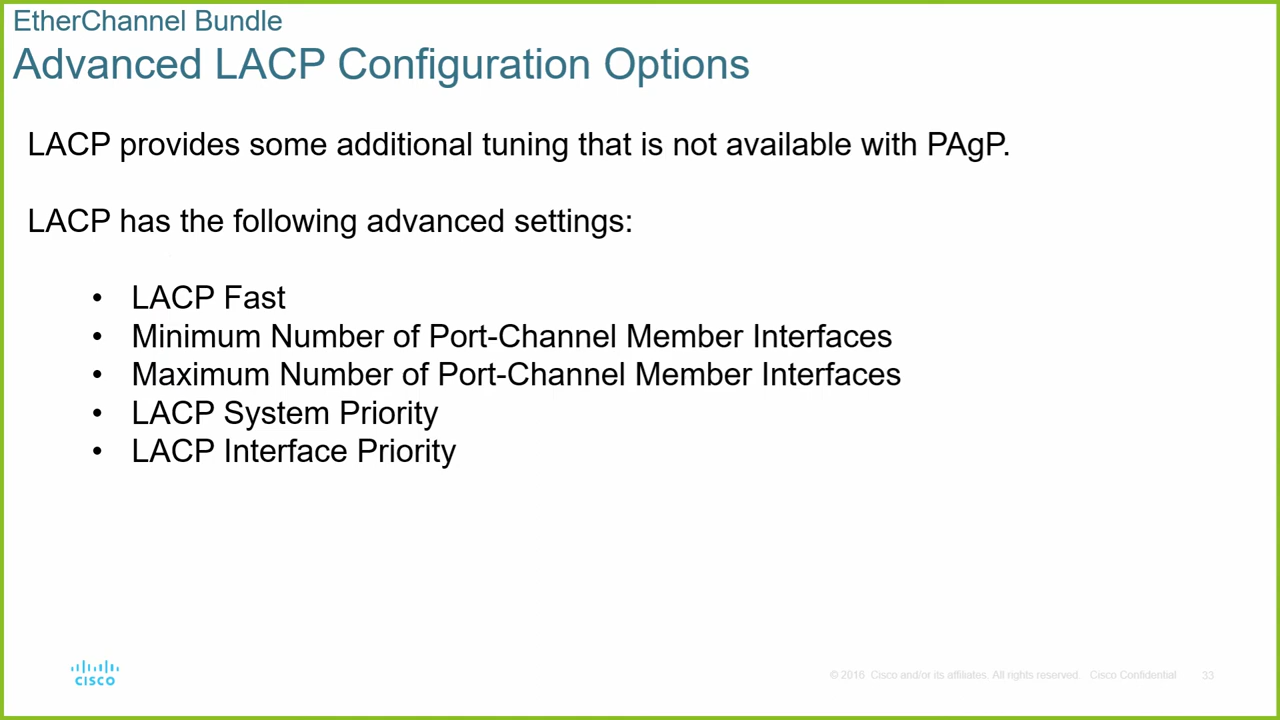 EtherChannel Bundle
Advanced LACP Configuration Options
LACP provides some additional tuning that is not available with PAgP.
LACP has the following advanced settings:
• LACP Fast
• Minimum Number of Port-Channel Member Interfaces
• Maximum Number of Port-Channel Member Interfaces
• LACP System Priority
• LACP Interface Priority
CISCO
© 2016 Cisco and/or its affiliates. All rights reserved Cisco Confidential 33